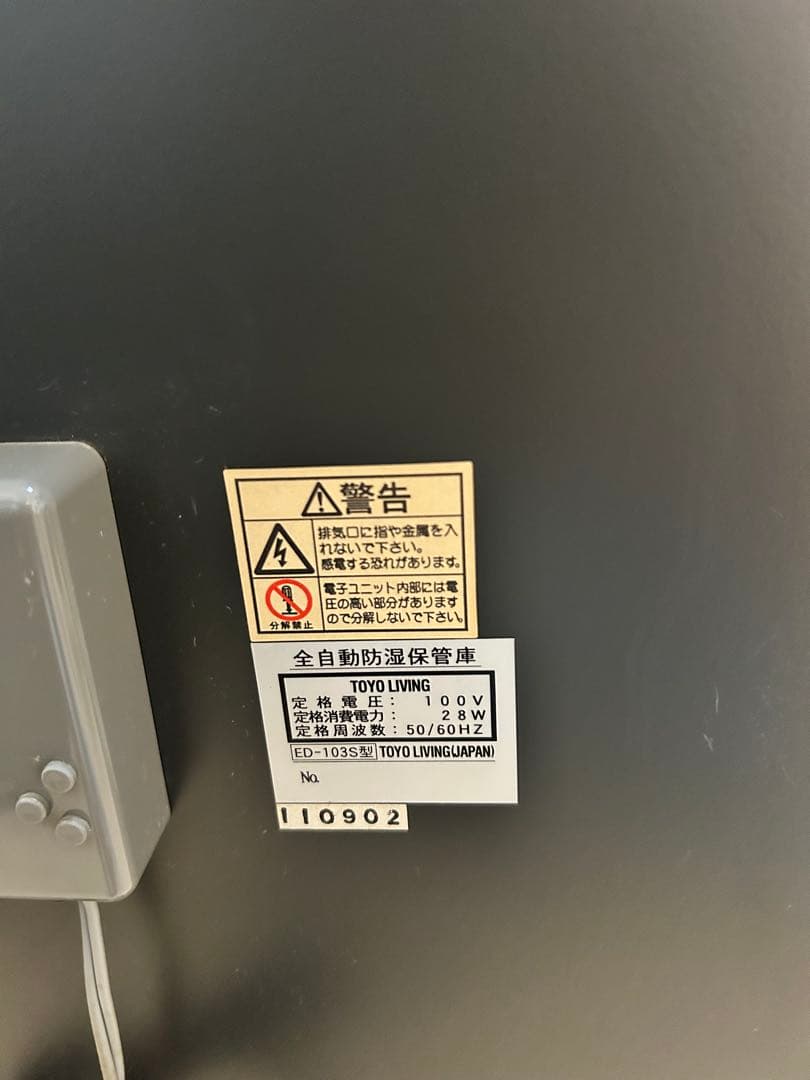 警告
排気口に指や金属を入
れないで下さい。
感電する恐れがあります。
電子ユニット内部には電
圧の高い部分があります
ので分解しないで下さい。
分解禁止
全自動防湿保管庫
TOYO LIVING
定格電圧： 100V
定格消費電力： 28W
定格周波数：50/60HZ
ED-103S型 TOYO LIVING(JAPAN)
No.
110902